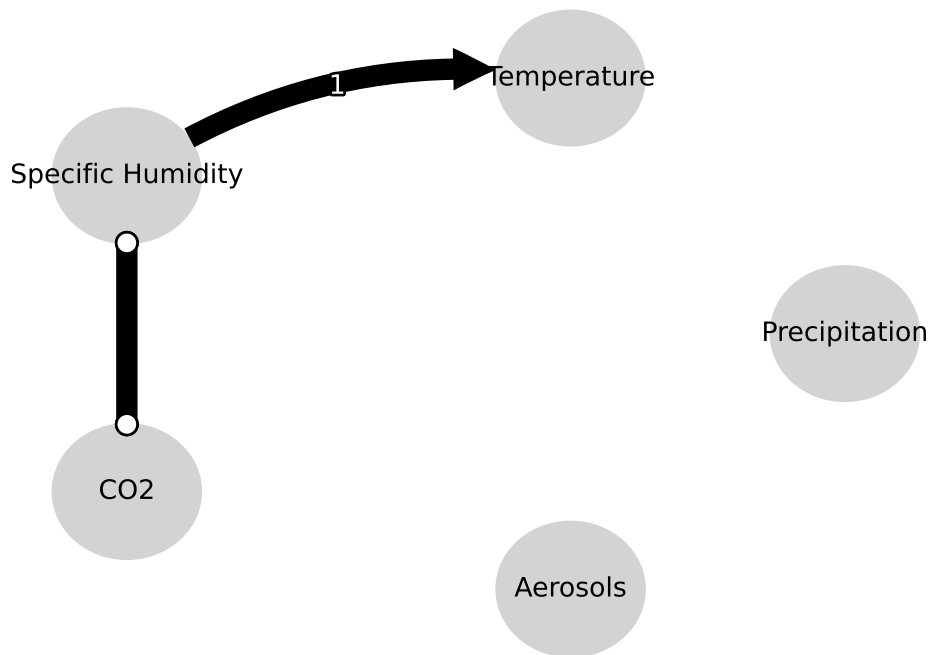 Temperature
1
Specific Humidity
Precipitation
CO2
Aerosols